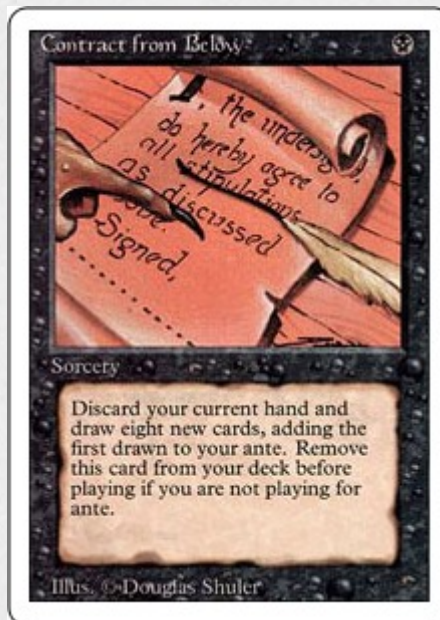 Contract from Below
I, the undersigned,
do hereby agree to
all stipulations
as discussed
Signed,
Sorcery
Discard your current hand and
draw eight new cards, adding the
first drawn to your ante. Remove
this card from your deck before
playing if you are not playing for
ante.
Illus. © Douglas Shuler